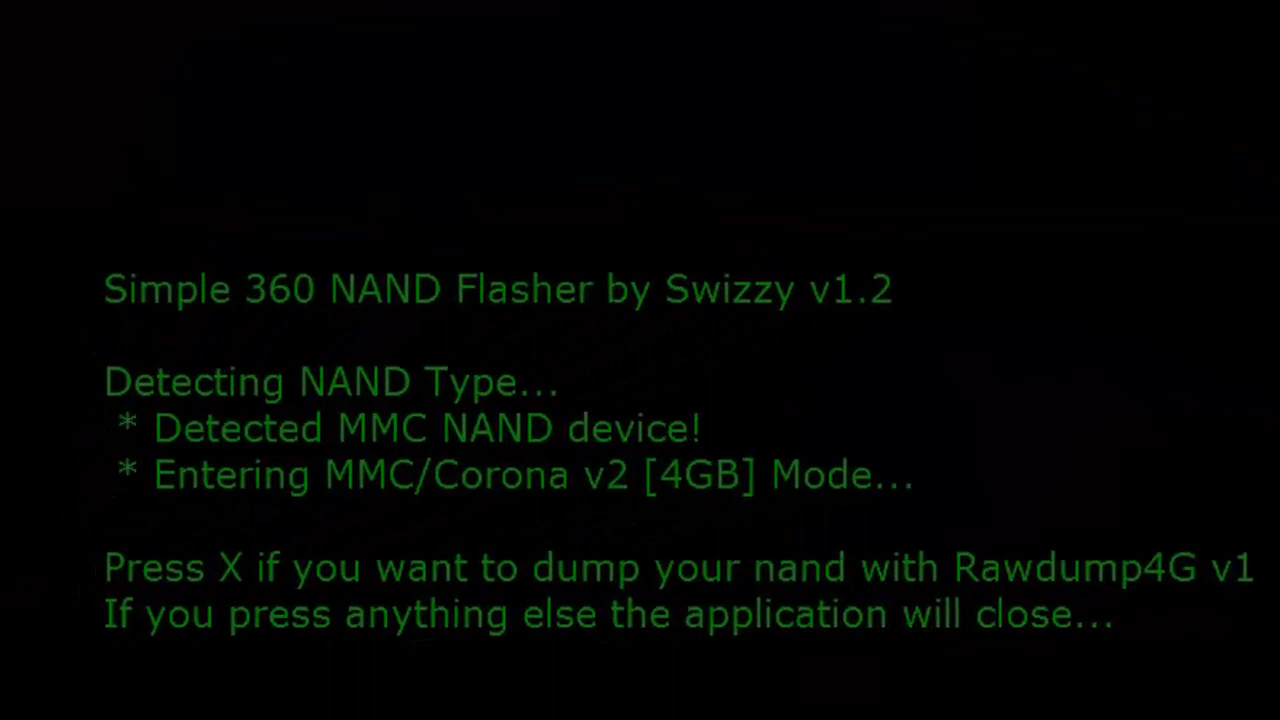 Simple 360 NAND Flasher by Swizzy v1.2
Detecting NAND Type...
* Detected MMC NAND device!
* Entering MMC/Corona v2 [4GB] Mode...
Press X if you want to dump your nand with Rawdump4G v1
If you press anything else the application will close...